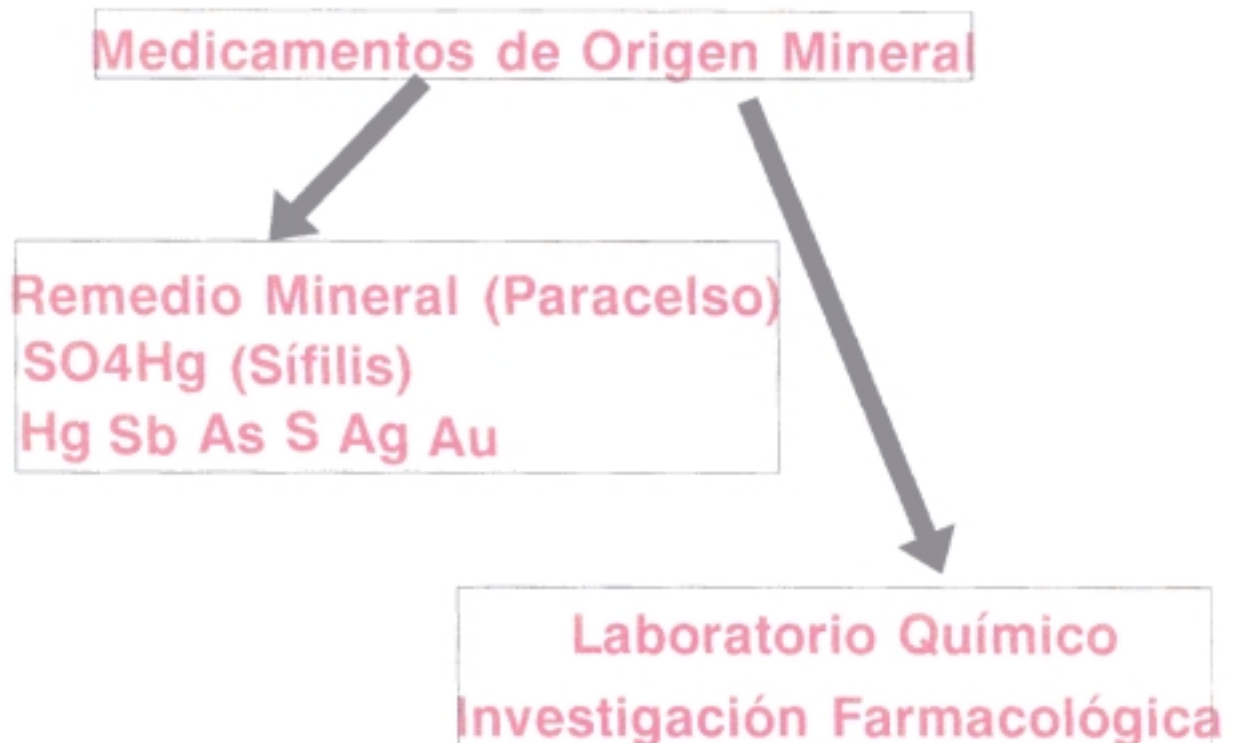 Medicamentos de Origen Mineral
Remedio Mineral (Paracelso)
SO4Hg (Sífilis)
Hg Sb As S Ag Au
Laboratorio Químico
Investigación Farmacológica